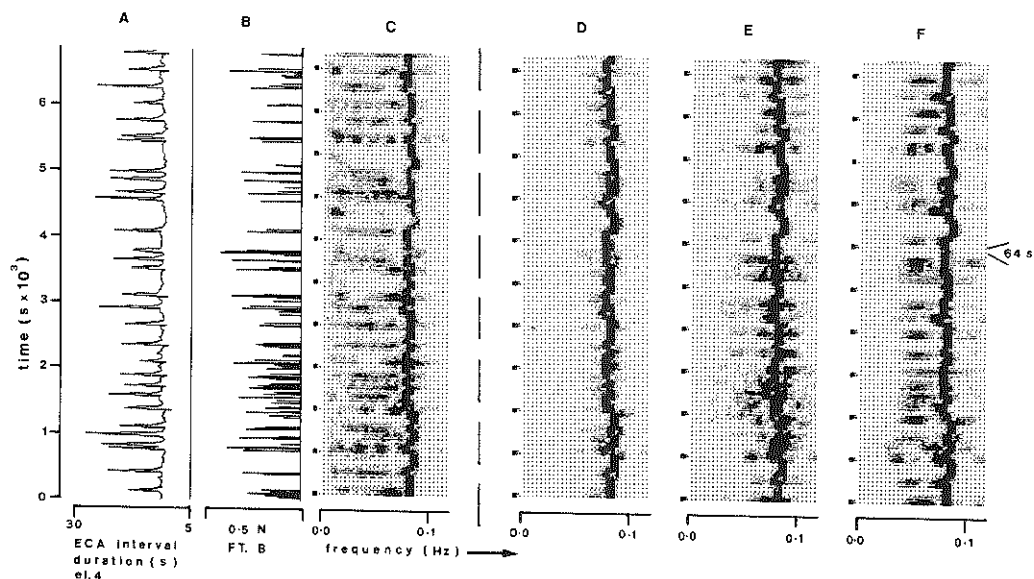 A B C D E F
6
5
4
3
2
1
0
time (s × 10³)
64 s
30 5
ECA interval
duration (s)
el.4
0·5 N
FT. B
0·0 0·1
frequency (Hz)
0·0 0·1
0·0 0·1
0·0 0·1